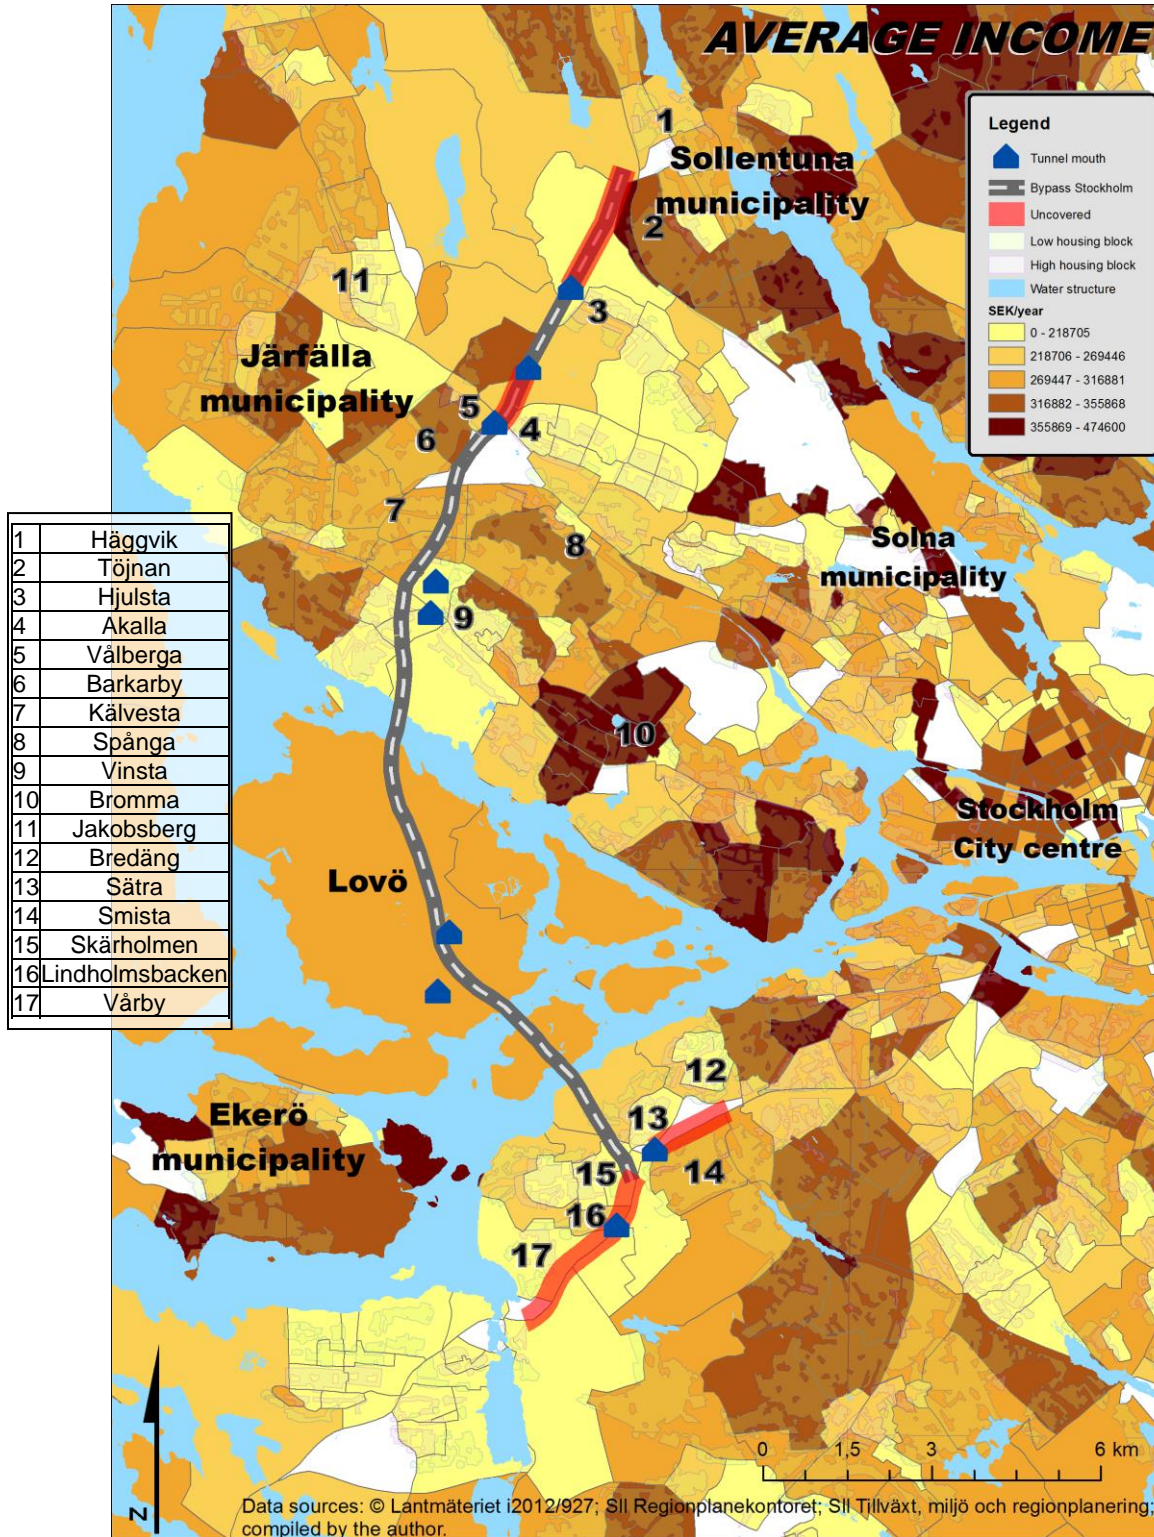 AVERAGE INCOME
Legend
Tunnel mouth
Bypass Stockholm
Uncovered
Low housing block
High housing block
Water structure
SEK/year
0 - 218705
218706 - 269446
269447 - 316881
316882 - 355868
355869 - 474600
1
Sollentuna
municipality
2
11
3
Järfälla
municipality
5
4
6
7
8
Solna
municipality
9
10
Stockholm
City centre
Lovö
12
13
Ekerö
municipality
15
14
16
17
1 Häggvik
2 Töjnan
3 Hjulsta
4 Akalla
5 Vålberga
6 Barkarby
7 Kälvesta
8 Spånga
9 Vinsta
10 Bromma
11 Jakobsberg
12 Bredäng
13 Sätra
14 Smista
15 Skärholmen
16 Lindholmsbacken
17 Vårby
0 1,5 3 6 km
N
Data sources: © Lantmäteriet i2012/927; Sll Regionplanekontoret; Sll Tillväxt, miljö och regionplanering;
compiled by the author.